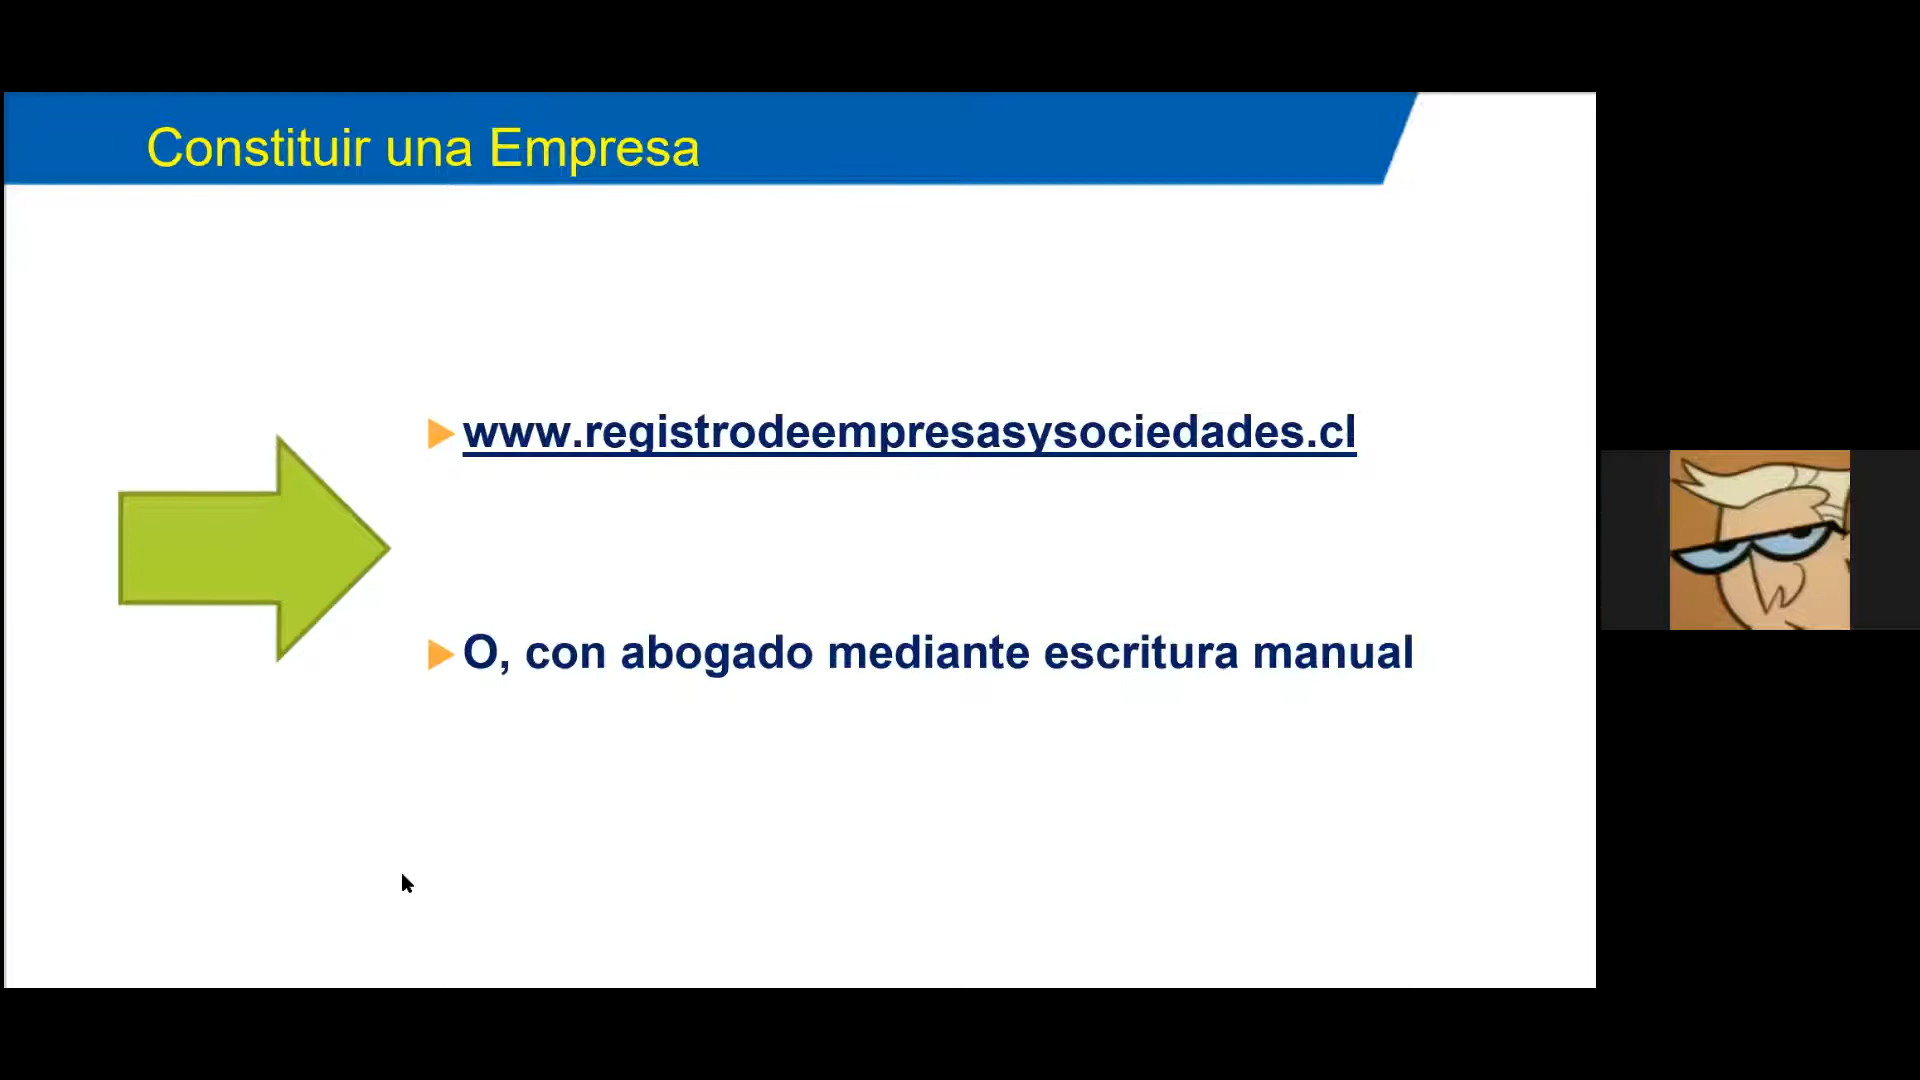 Constituir una Empresa
www.registrodeempresasysociedades.cl
O, con abogado mediante escritura manual